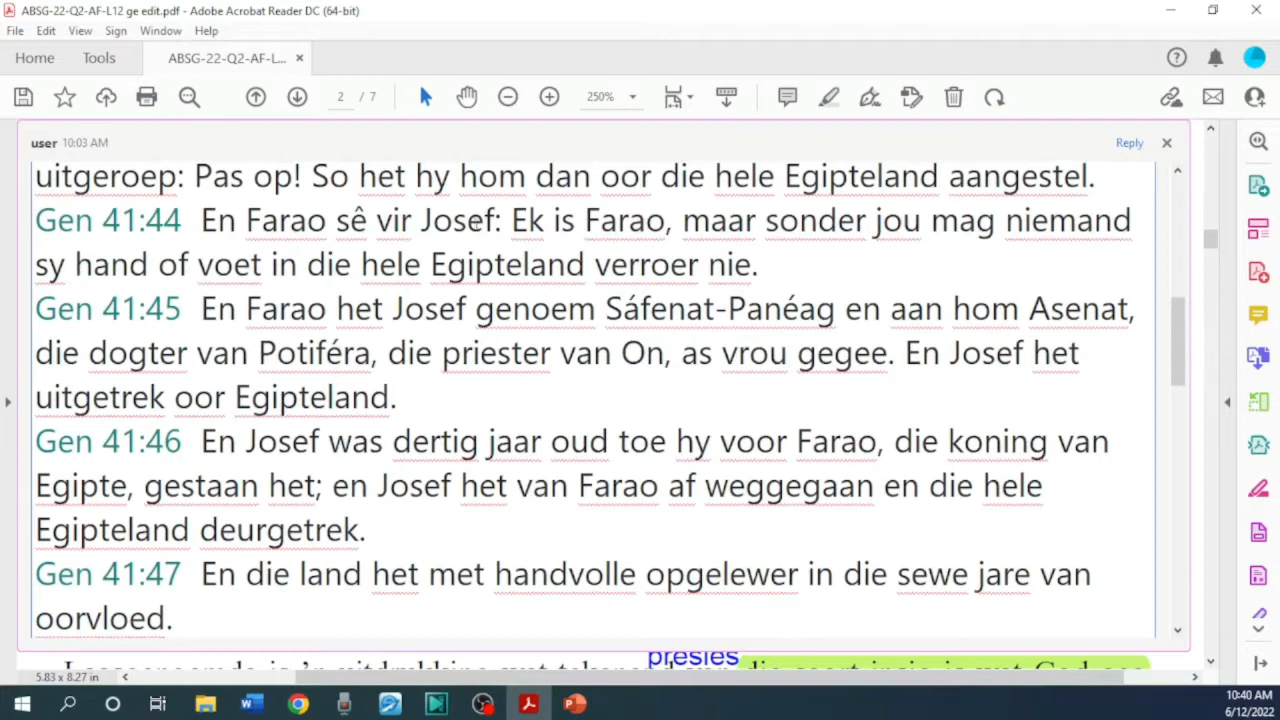 ABSG-22-Q2-AF-L12 ge edit.pdf - Adobe Acrobat Reader DC (64-bit)
File Edit View Sign Window Help
Home Tools ABSG-22-Q2-AF-L...
2 / 7 250%
user 10:03 AM Reply
uitgeroep: Pas op! So het hy hom dan oor die hele Egipteland aangestel.
Gen 41:44 En Farao sê vir Josef: Ek is Farao, maar sonder jou mag niemand
sy hand of voet in die hele Egipteland verroer nie.
Gen 41:45 En Farao het Josef genoem Sáfenat-Panéag en aan hom Asenat,
die dogter van Potiféra, die priester van On, as vrou gegee. En Josef het
uitgetrek oor Egipteland.
Gen 41:46 En Josef was dertig jaar oud toe hy voor Farao, die koning van
Egipte, gestaan het; en Josef het van Farao af weggegaan en die hele
Egipteland deurgetrek.
Gen 41:47 En die land het met handvolle opgelewer in die sewe jare van
oorvloed.
presies
5.83 x 8.27 in
10:40 AM
6/12/2022